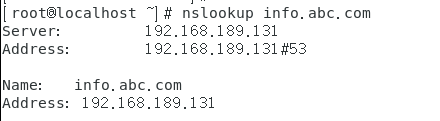 [root@localhost ~]# nslookup info.abc.com
Server: 192.168.189.131
Address: 192.168.189.131#53
Name: info.abc.com
Address: 192.168.189.131